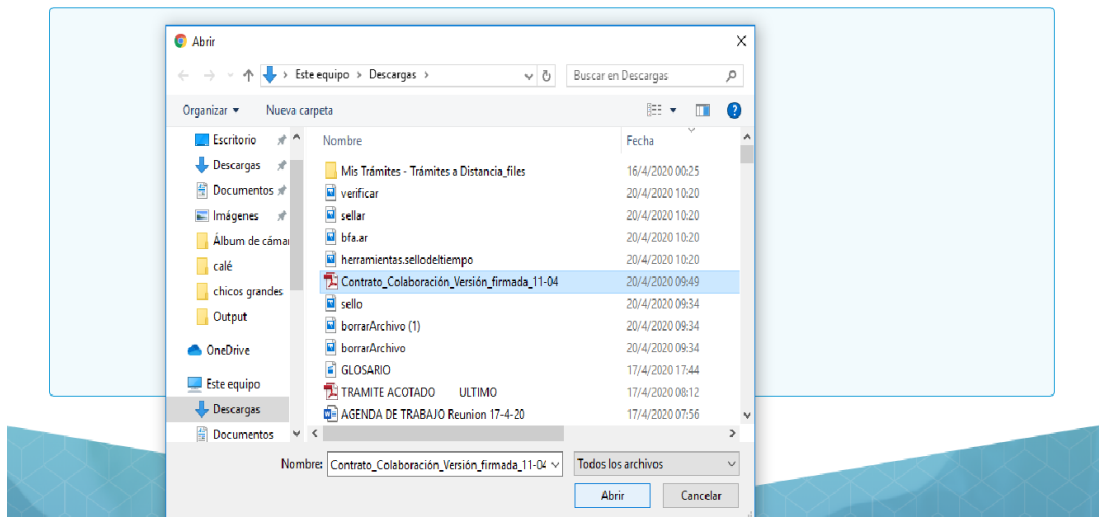 Abrir
Este equipo > Descargas >
Buscar en Descargas
Organizar
Nueva carpeta
Escritorio
Descargas
Documentos
Imágenes
Álbum de cámar
calé
chicos grandes
Output
OneDrive
Este equipo
Descargas
Documentos
Nombre Fecha
Mis Trámites - Trámites a Distancia_files 16/4/2020 00:25
verificar 20/4/2020 10:20
sellar 20/4/2020 10:20
bfa.ar 20/4/2020 10:20
herramientas.sellodeltiempo 20/4/2020 10:20
Contrato_Colaboración_Versión_firmada_11-04 20/4/2020 09:49
sello 20/4/2020 09:34
borrarArchivo (1) 20/4/2020 09:34
borrarArchivo 20/4/2020 09:34
GLOSARIO 17/4/2020 17:44
TRAMITE ACOTADO ULTIMO 17/4/2020 08:12
AGENDA DE TRABAJO Reunion 17-4-20 17/4/2020 07:56
Nombre: Contrato_Colaboración_Versión_firmada_11-04
Todos los archivos
Abrir
Cancelar